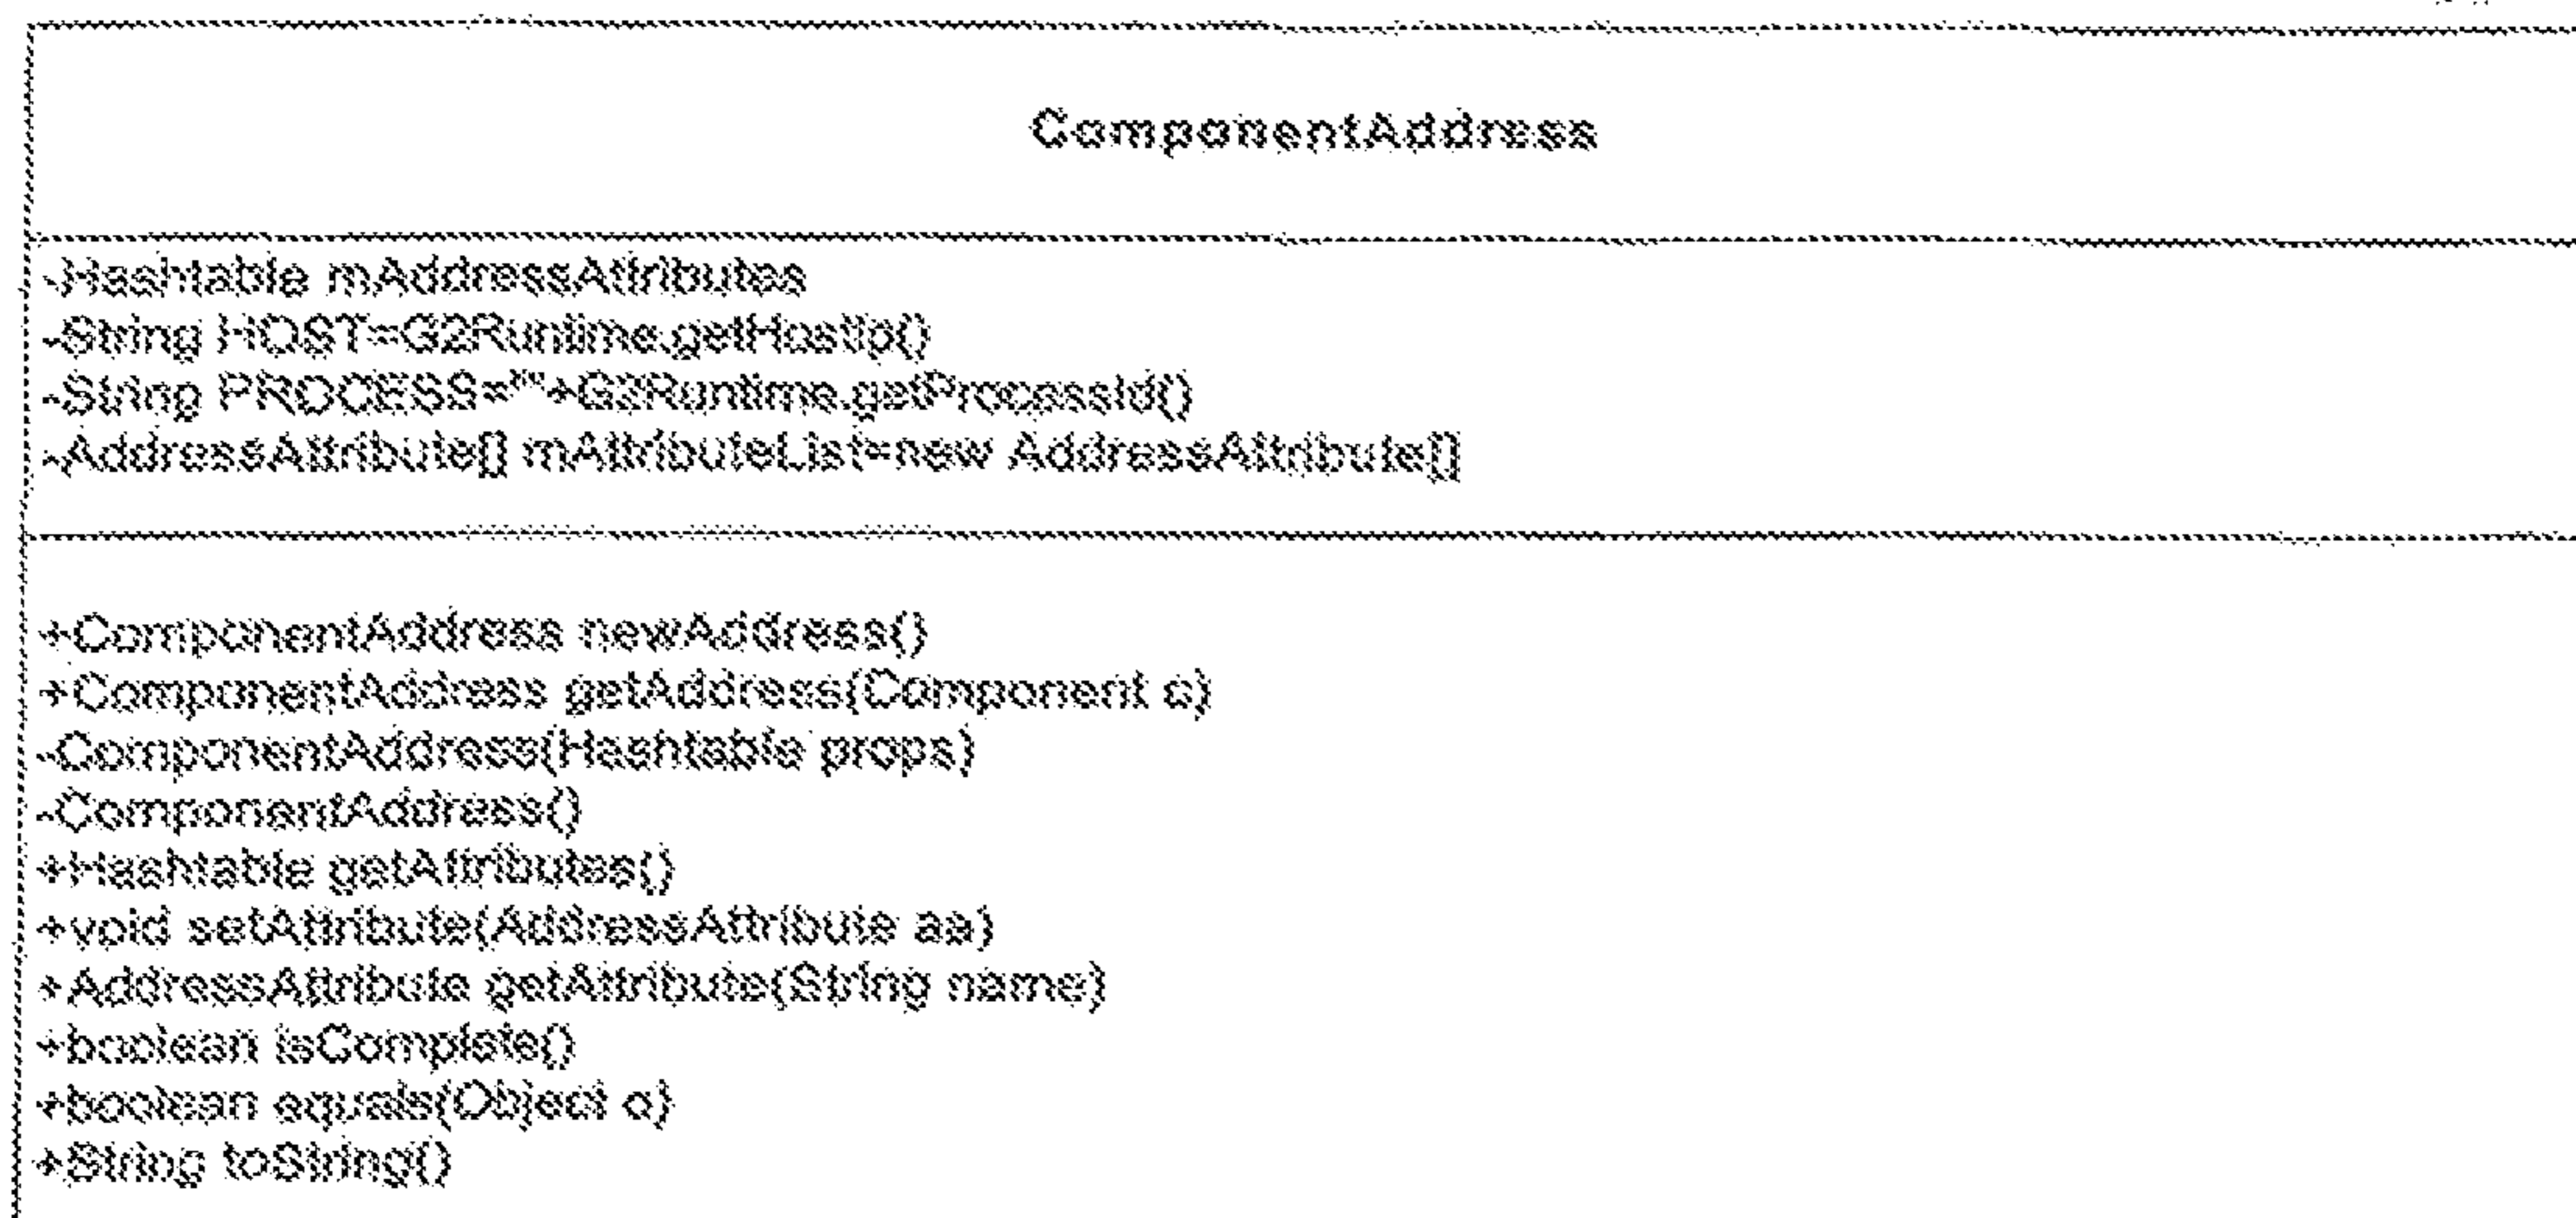 ComponentAddress
-Hashtable mAddressAttributes
-String HOST=G2Runtime.getHostIp()
-String PROCESS=""+G2Runtime.getProcessId()
-AddressAttribute[] mAttributeList=new AddressAttribute[]
+ComponentAddress newAddress()
+ComponentAddress getAddress(Component c)
-ComponentAddress(Hashtable props)
-ComponentAddress()
+Hashtable getAttributes()
+void setAttribute(AddressAttribute aa)
+AddressAttribute getAttribute(String name)
+boolean isComplete()
+boolean equals(Object o)
+String toString()